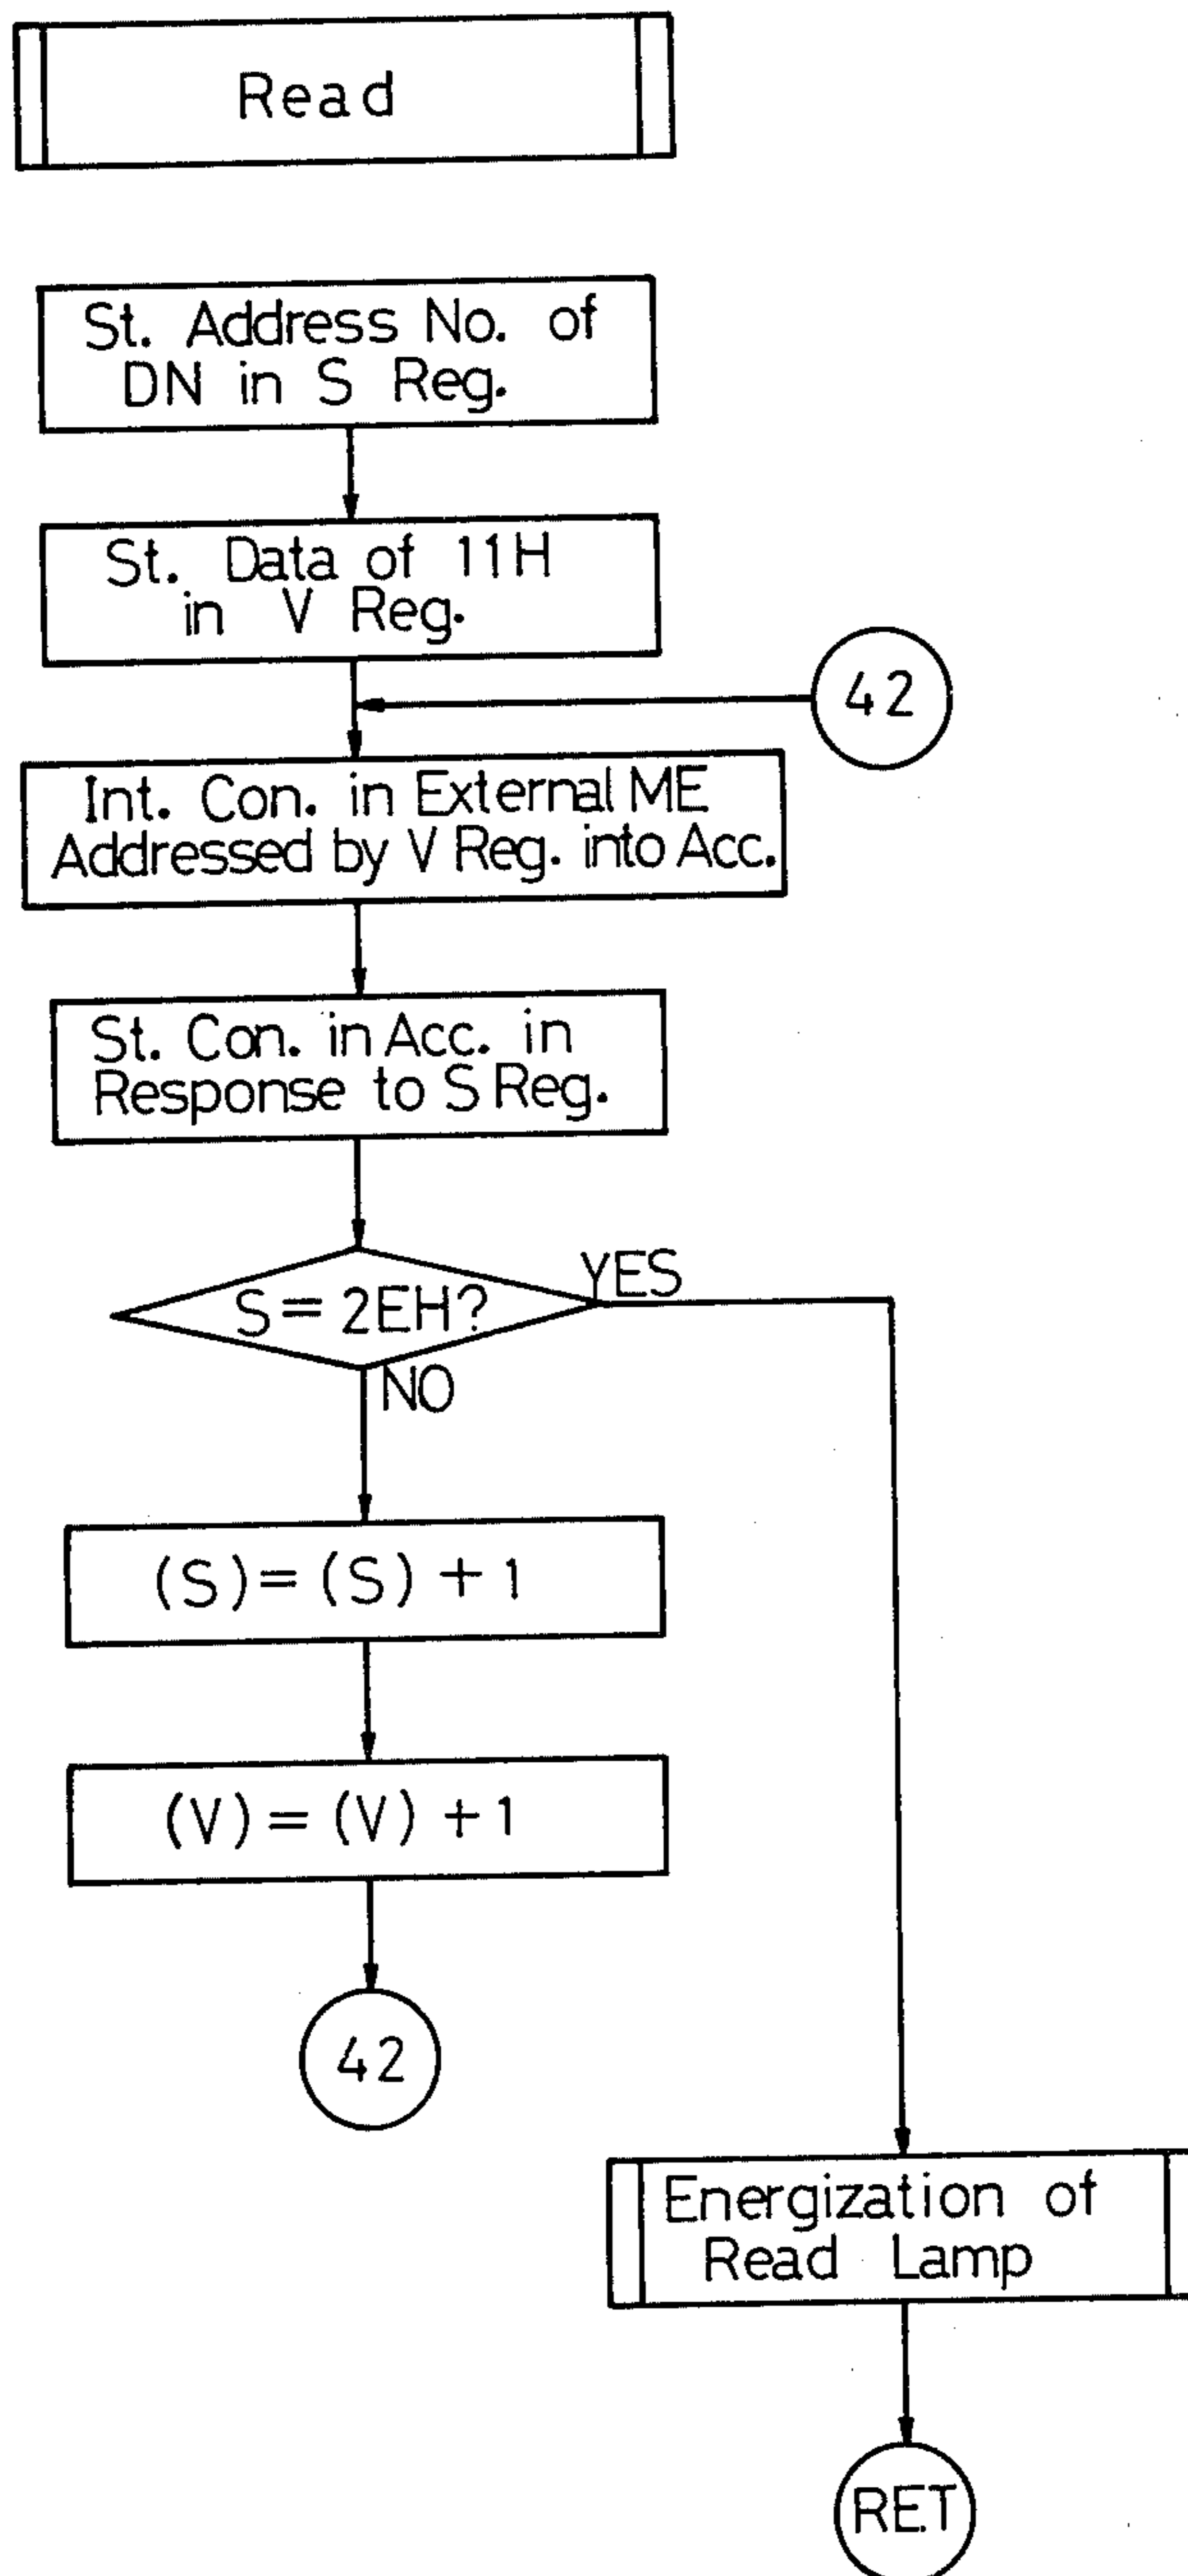 Read
St. Address No. of
DN in S Reg.
St. Data of 11H
in V Reg.
42
Int. Con. in External ME
Addressed by V Reg. into Acc.
St. Con. in Acc. in
Response to S Reg.
YES
S = 2EH?
NO
(S) = (S) + 1
(V) = (V) + 1
42
Energization of
Read Lamp
RET